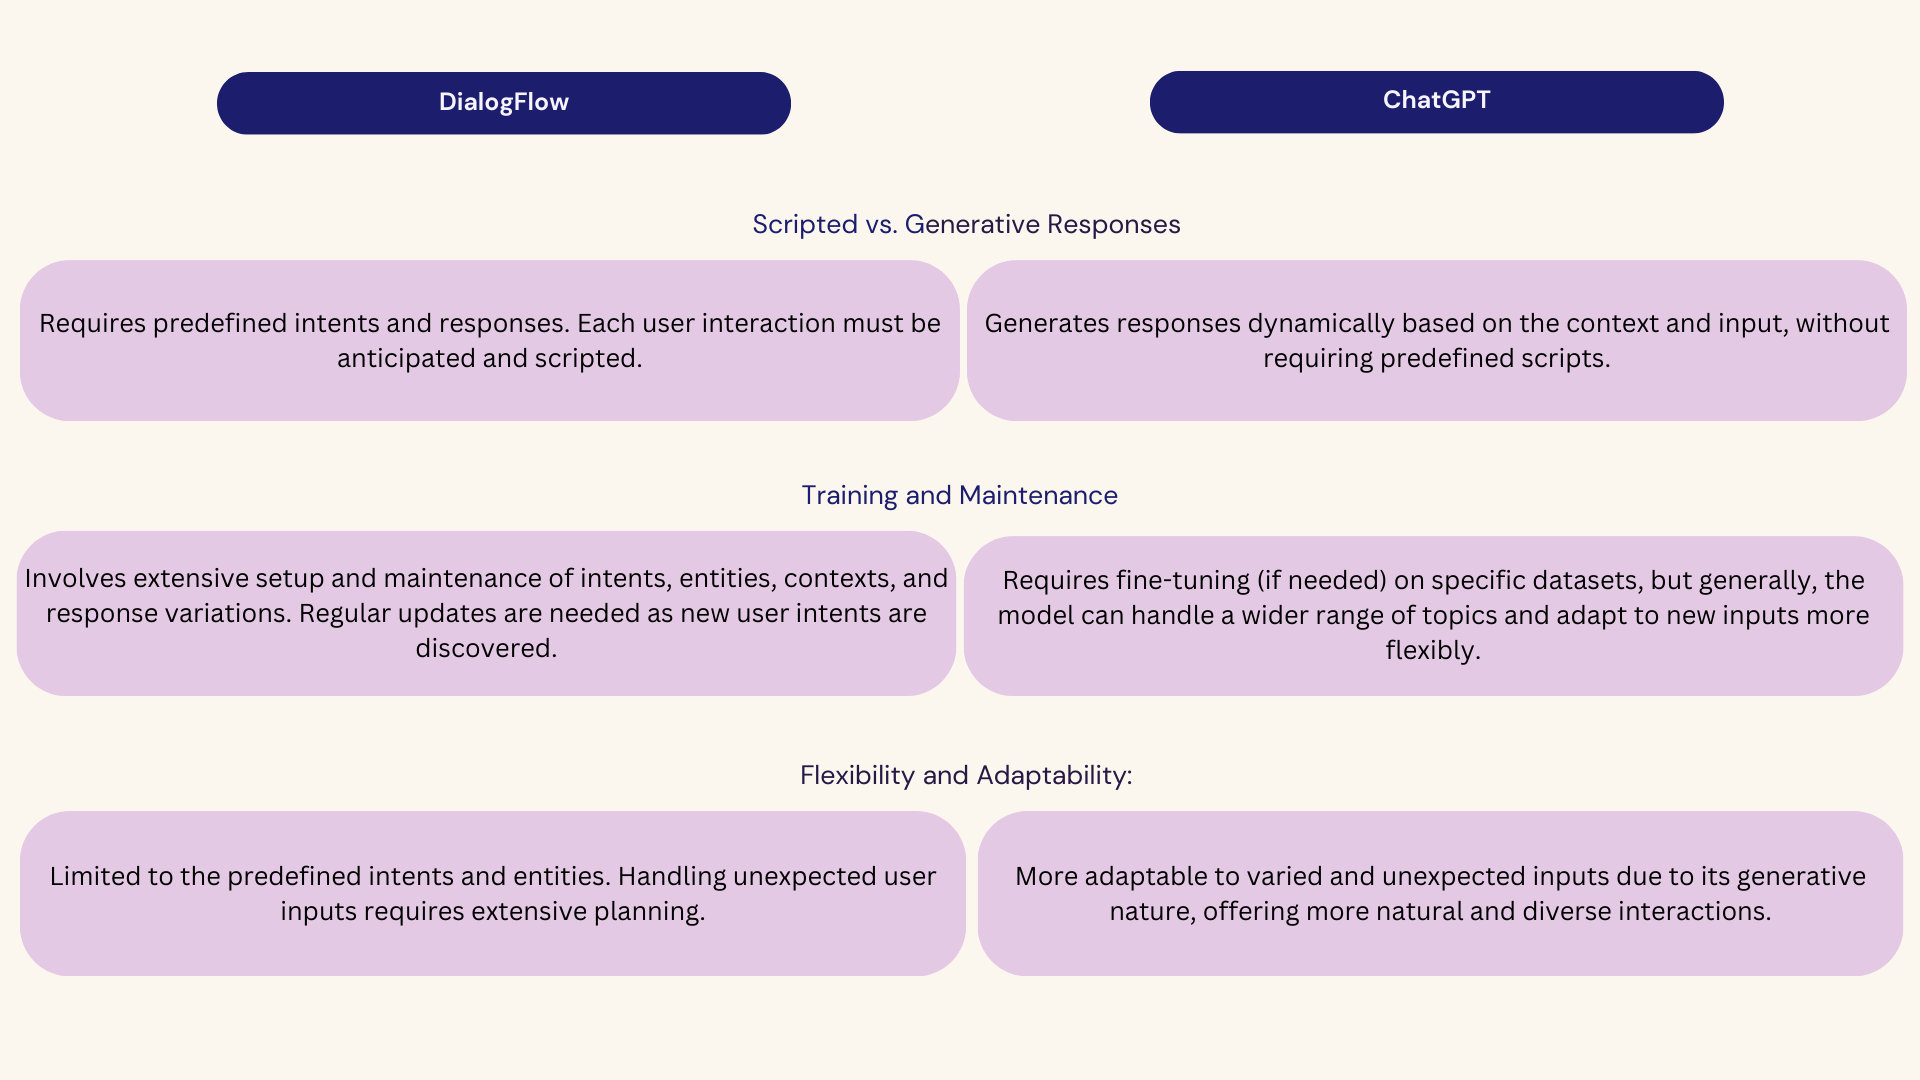 DialogFlow
ChatGPT
Scripted vs. Generative Responses
Requires predefined intents and responses. Each user interaction must be
anticipated and scripted.
Generates responses dynamically based on the context and input, without
requiring predefined scripts.
Training and Maintenance
Involves extensive setup and maintenance of intents, entities, contexts, and
response variations. Regular updates are needed as new user intents are
discovered.
Requires fine-tuning (if needed) on specific datasets, but generally, the
model can handle a wider range of topics and adapt to new inputs more
flexibly.
Flexibility and Adaptability:
Limited to the predefined intents and entities. Handling unexpected user
inputs requires extensive planning.
More adaptable to varied and unexpected inputs due to its generative
nature, offering more natural and diverse interactions.